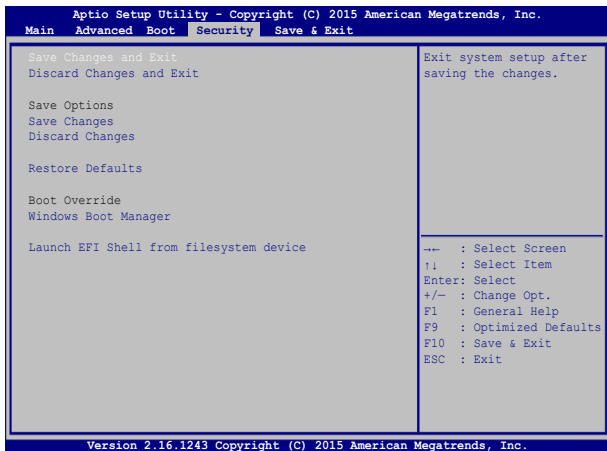 Aptio Setup Utility - Copyright (C) 2015 American Megatrends, Inc.
Main Advanced Boot Security Save & Exit
Save Changes and Exit
Discard Changes and Exit
Save Options
Save Changes
Discard Changes
Restore Defaults
Boot Override
Windows Boot Manager
Launch EFI Shell from filesystem device
Exit system setup after
saving the changes.
→← : Select Screen
↑↓ : Select Item
Enter: Select
+/— : Change Opt.
F1 : General Help
F9 : Optimized Defaults
F10 : Save & Exit
ESC : Exit
Version 2.16.1243 Copyright (C) 2015 American Megatrends, Inc.